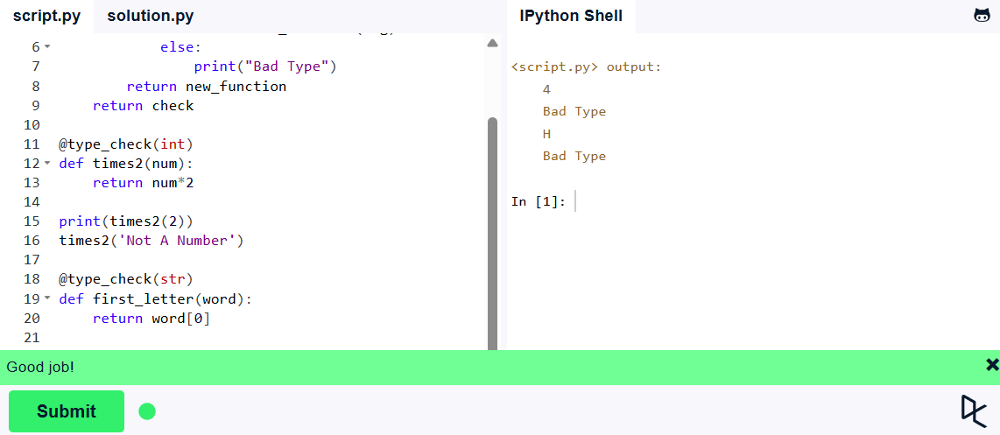 script.py solution.py IPython Shell
6 else:
7 print("Bad Type")
8 return new_function
9 return check
10
11 @type_check(int)
12 def times2(num):
13 return num*2
14
15 print(times2(2))
16 times2('Not A Number')
17
18 @type_check(str)
19 def first_letter(word):
20 return word[0]
21
<script.py> output:
4
Bad Type
H
Bad Type
In [1]:
Good job!
Submit